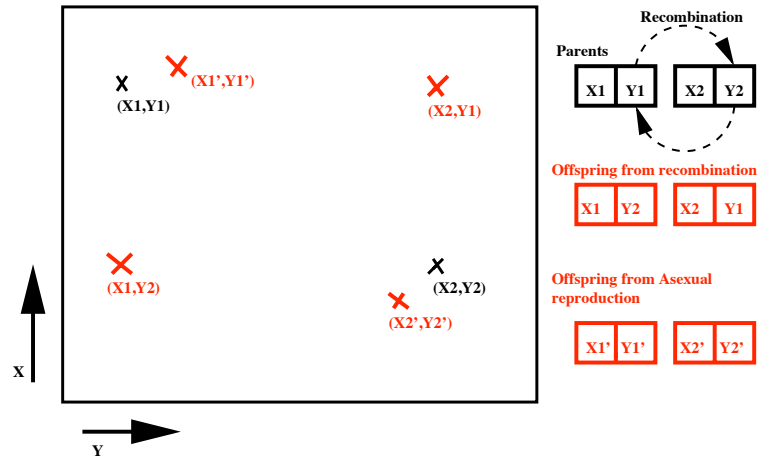 Recombination
Parents
X1 Y1 X2 Y2
(X1',Y1')
(X1,Y1)
(X2,Y1)
Offspring from recombination
X1 Y2 X2 Y1
(X1,Y2)
(X2,Y2)
(X2',Y2')
Offspring from Asexual
reproduction
X1' Y1' X2' Y2'
X
Y